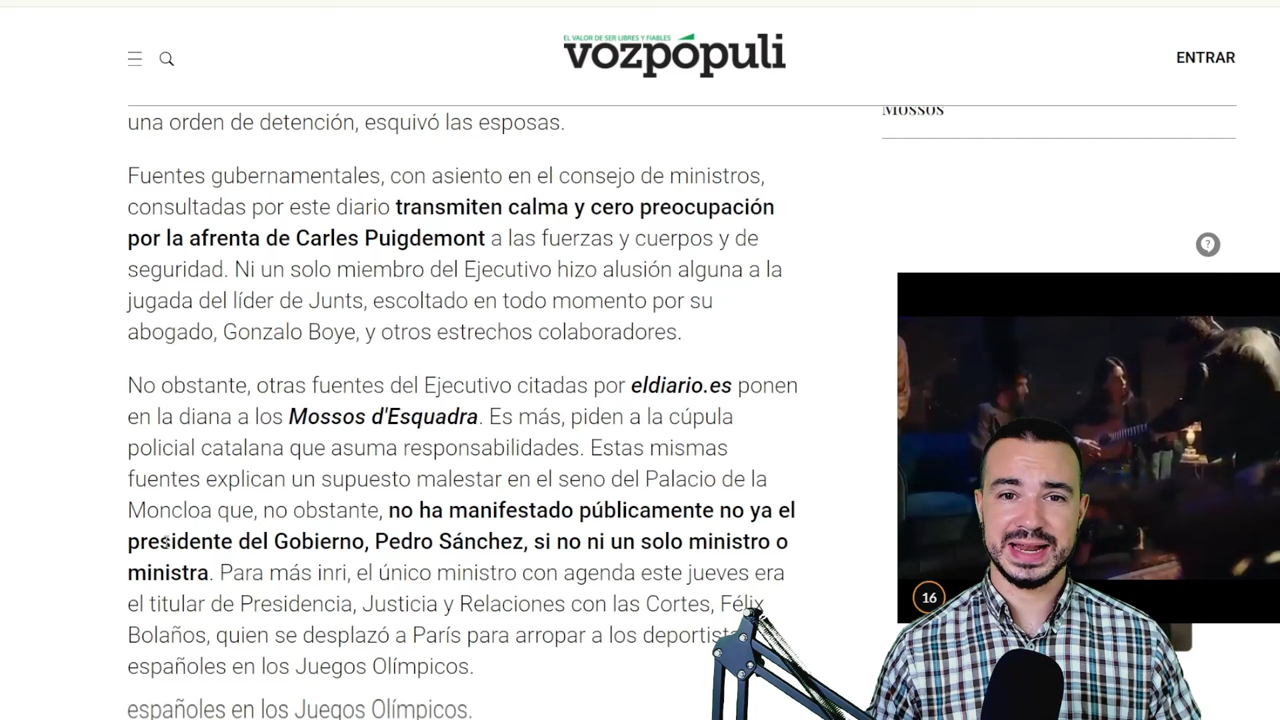 EL VALOR DE SER LIBRES Y FIABLES
vozpópuli
ENTRAR
una orden de detención, esquivó las esposas.
Fuentes gubernamentales, con asiento en el consejo de ministros,
consultadas por este diario transmiten calma y cero preocupación
por la afrenta de Carles Puigdemont a las fuerzas y cuerpos y de
seguridad. Ni un solo miembro del Ejecutivo hizo alusión alguna a la
jugada del líder de Junts, escoltado en todo momento por su
abogado, Gonzalo Boye, y otros estrechos colaboradores.
No obstante, otras fuentes del Ejecutivo citadas por eldiario.es ponen
en la diana a los Mossos d'Esquadra. Es más, piden a la cúpula
policial catalana que asuma responsabilidades. Estas mismas
fuentes explican un supuesto malestar en el seno del Palacio de la
Moncloa que, no obstante, no ha manifestado públicamente no ya el
presidente del Gobierno, Pedro Sánchez, si no ni un solo ministro o
ministra. Para más inri, el único ministro con agenda este jueves era
el titular de Presidencia, Justicia y Relaciones con las Cortes, Félix
Bolaños, quien se desplazó a París para arropar a los
españoles en los Juegos Olímpicos.
españoles en los Juegos Olímpicos.
Mossos
?
16